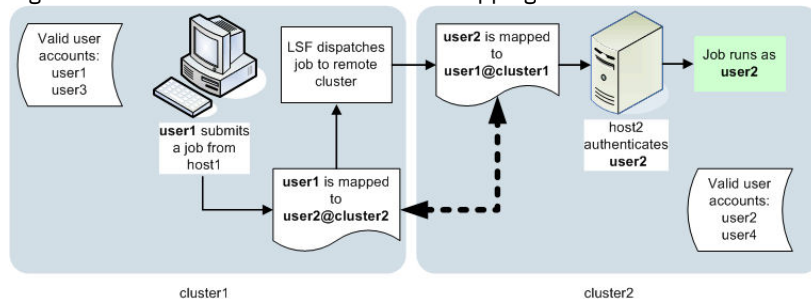 Valid user
accounts:
user1
user3
user1 submits
a job from
host1
LSF dispatches
job to remote
cluster
user1 is mapped
to
user2@cluster2
user2 is mapped
to
user1@cluster1
host2
authenticates
user2
Job runs as
user2
Valid user
accounts:
user2
user4
cluster1
cluster2